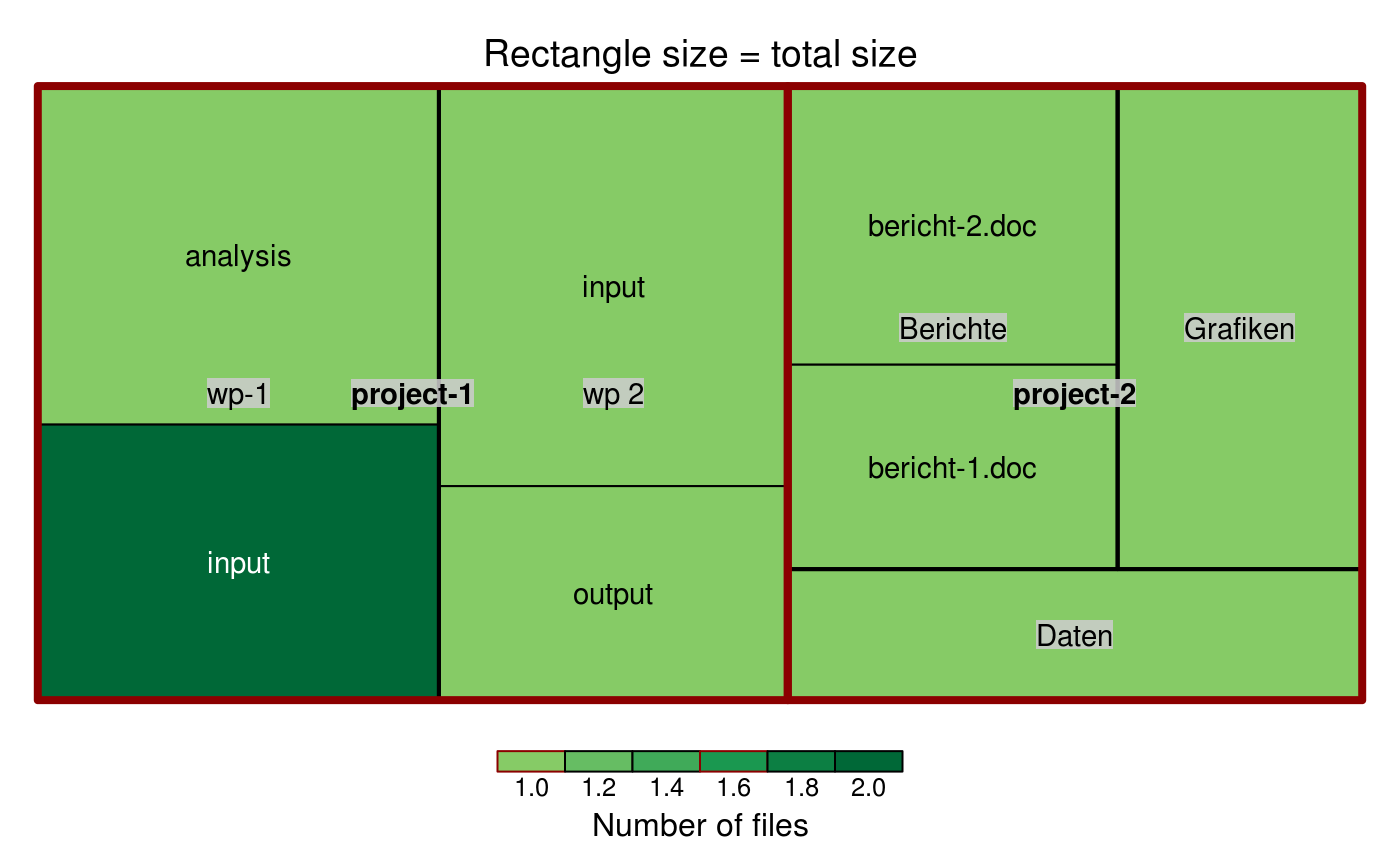 Rectangle size = total size
analysis
wp-1
project-1
input
input
wp 2
output
bericht-2.doc
Berichte
Grafiken
project-2
bericht-1.doc
Daten
1.0 1.2 1.4 1.6 1.8 2.0
Number of files